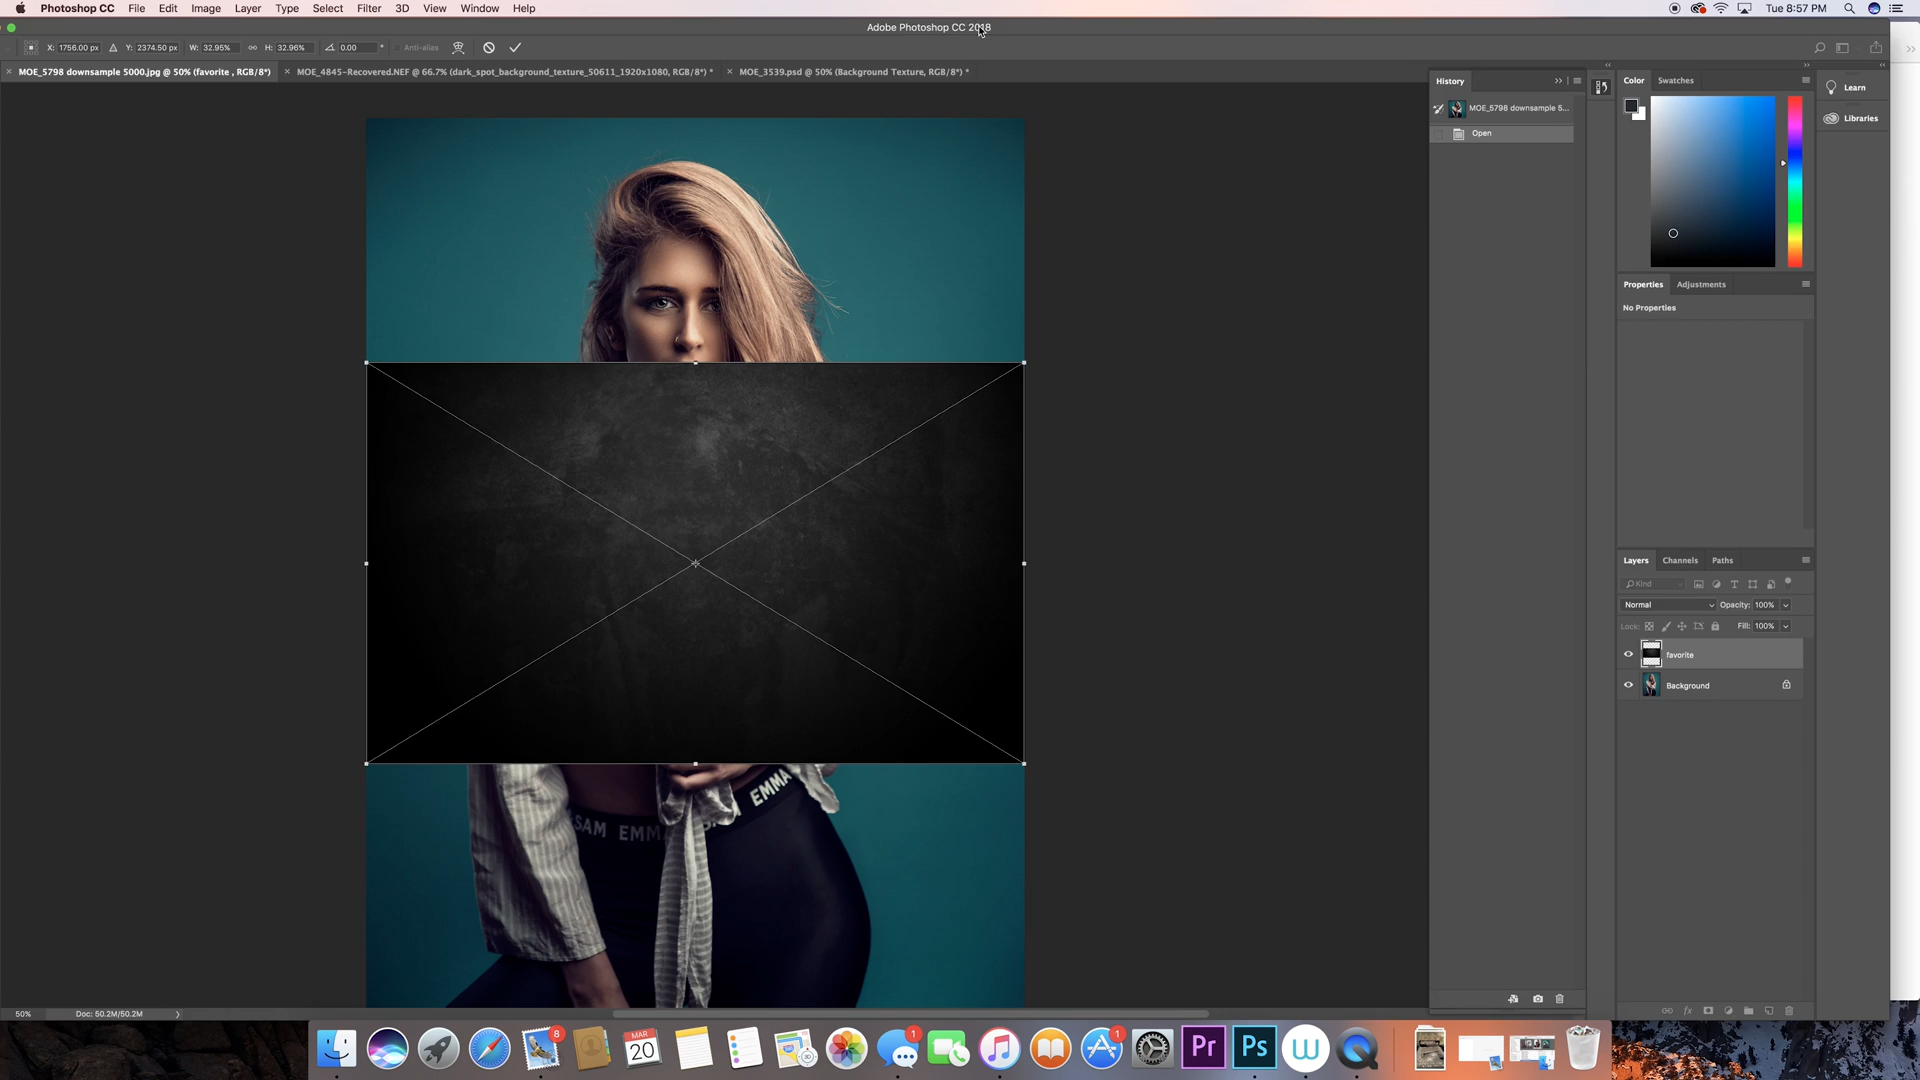 Photoshop CC File Edit Image Layer Type Select Filter 3D View Window Help Tue 8:57 PM
Adobe Photoshop CC 2018
X: 1756.00 px Y: 2374.50 px W: 32.95% H: 32.96% 0.00 ° Anti-alias
× MOE_5798 downsample 5000.jpg @ 50% (favorite , RGB/8*) × MOE_4845-Recovered.NEF @ 66.7% (dark_spot_background_texture_50611_1920x1080, RGB/8*) * × MOE_3539.psd @ 50% (Background Texture, RGB/8*) *
History
MOE_5798 downsample 5...
Open
Color Swatches
Learn
Libraries
Properties Adjustments
No Properties
Layers Channels Paths
Kind
Normal Opacity: 100%
Lock: Fill: 100%
favorite
Background
EMMA
SAM EMM
50% Doc: 50.2M/50.2M
8
MAR
20
3D
1
1
Pr
Ps